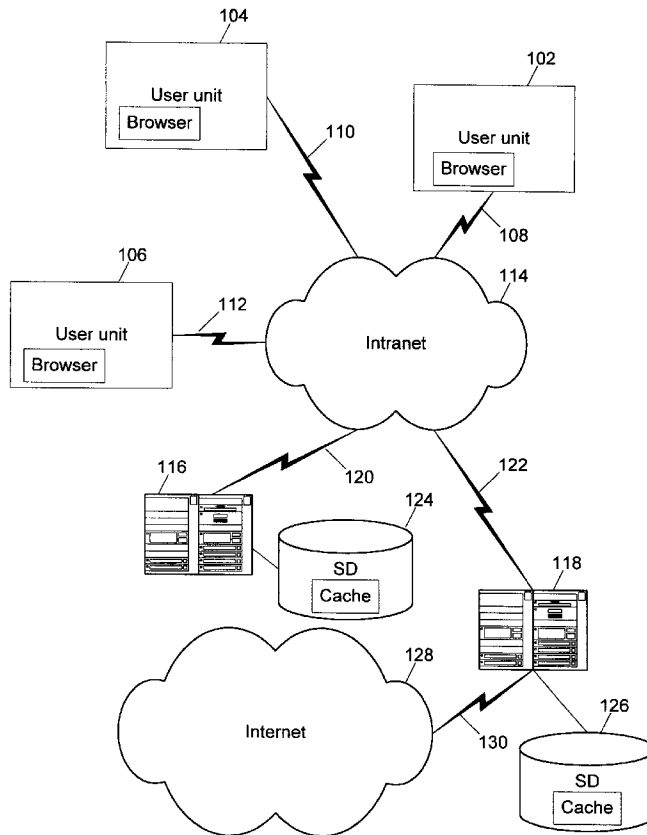 104
User unit
Browser
102
User unit
Browser
110
108
106
User unit
Browser
112
114
Intranet
116
120
122
124
SD
Cache
118
128
Internet
130
126
SD
Cache